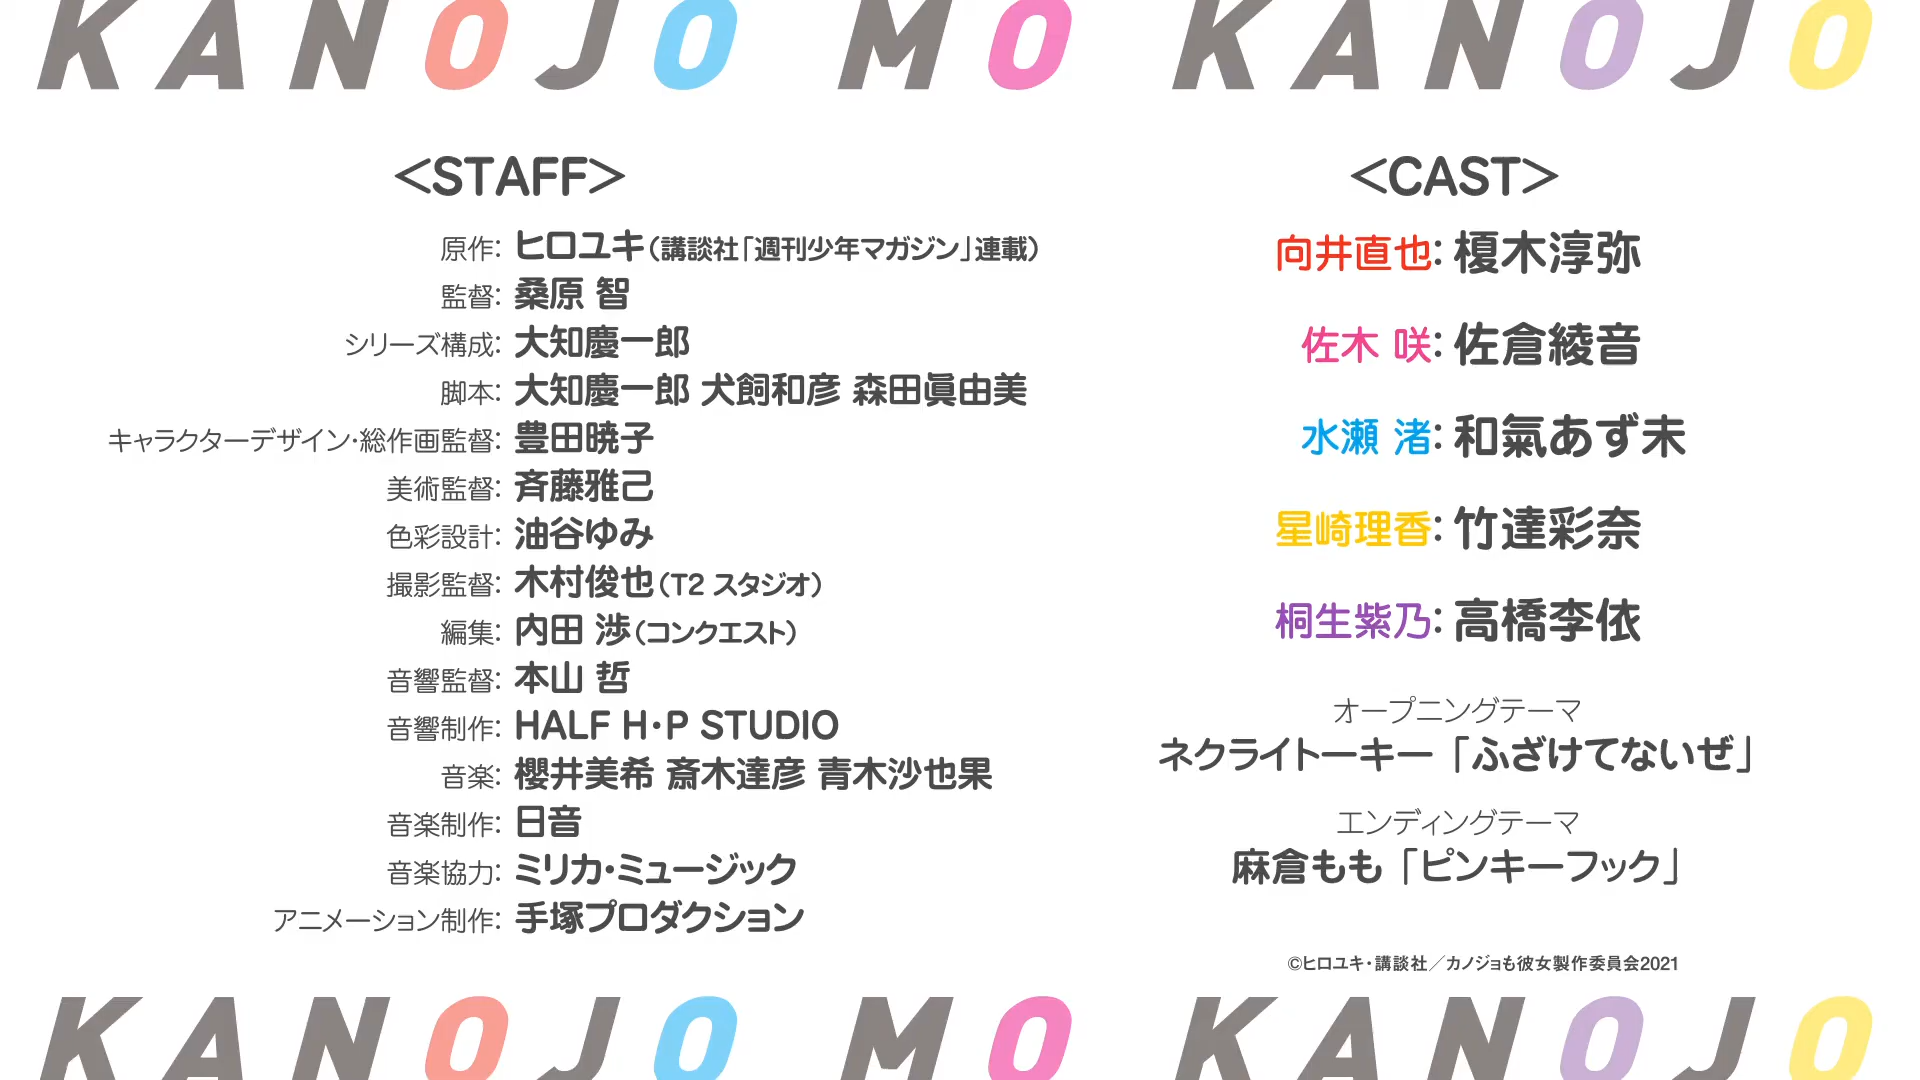 KANOJO MO KANOJO
<STAFF>
原作: ヒロユキ(講談社「週刊少年マガジン」連載)
監督: 桑原 智
シリーズ構成: 大知慶一郎
脚本: 大知慶一郎 犬飼和彦 森田眞由美
キャラクターデザイン・総作画監督: 豊田暁子
美術監督: 斉藤雅己
色彩設計: 油谷ゆみ
撮影監督: 木村俊也(T2 スタジオ)
編集: 内田 渉(コンクエスト)
音響監督: 本山 哲
音響制作: HALF H・P STUDIO
音楽: 櫻井美希 斎木達彦 青木沙也果
音楽制作: 日音
音楽協力: ミリカ・ミュージック
アニメーション制作: 手塚プロダクション
<CAST>
向井直也: 榎木淳弥
佐木 咲: 佐倉綾音
水瀬 渚: 和氣あず未
星崎理香: 竹達彩奈
桐生紫乃: 高橋李依
オープニングテーマ
ネクライトーキー「ふざけてないぜ」
エンディングテーマ
麻倉もも「ピンキーフック」
©ヒロユキ・講談社／カノジョも彼女製作委員会2021
KANOJO MO KANOJO